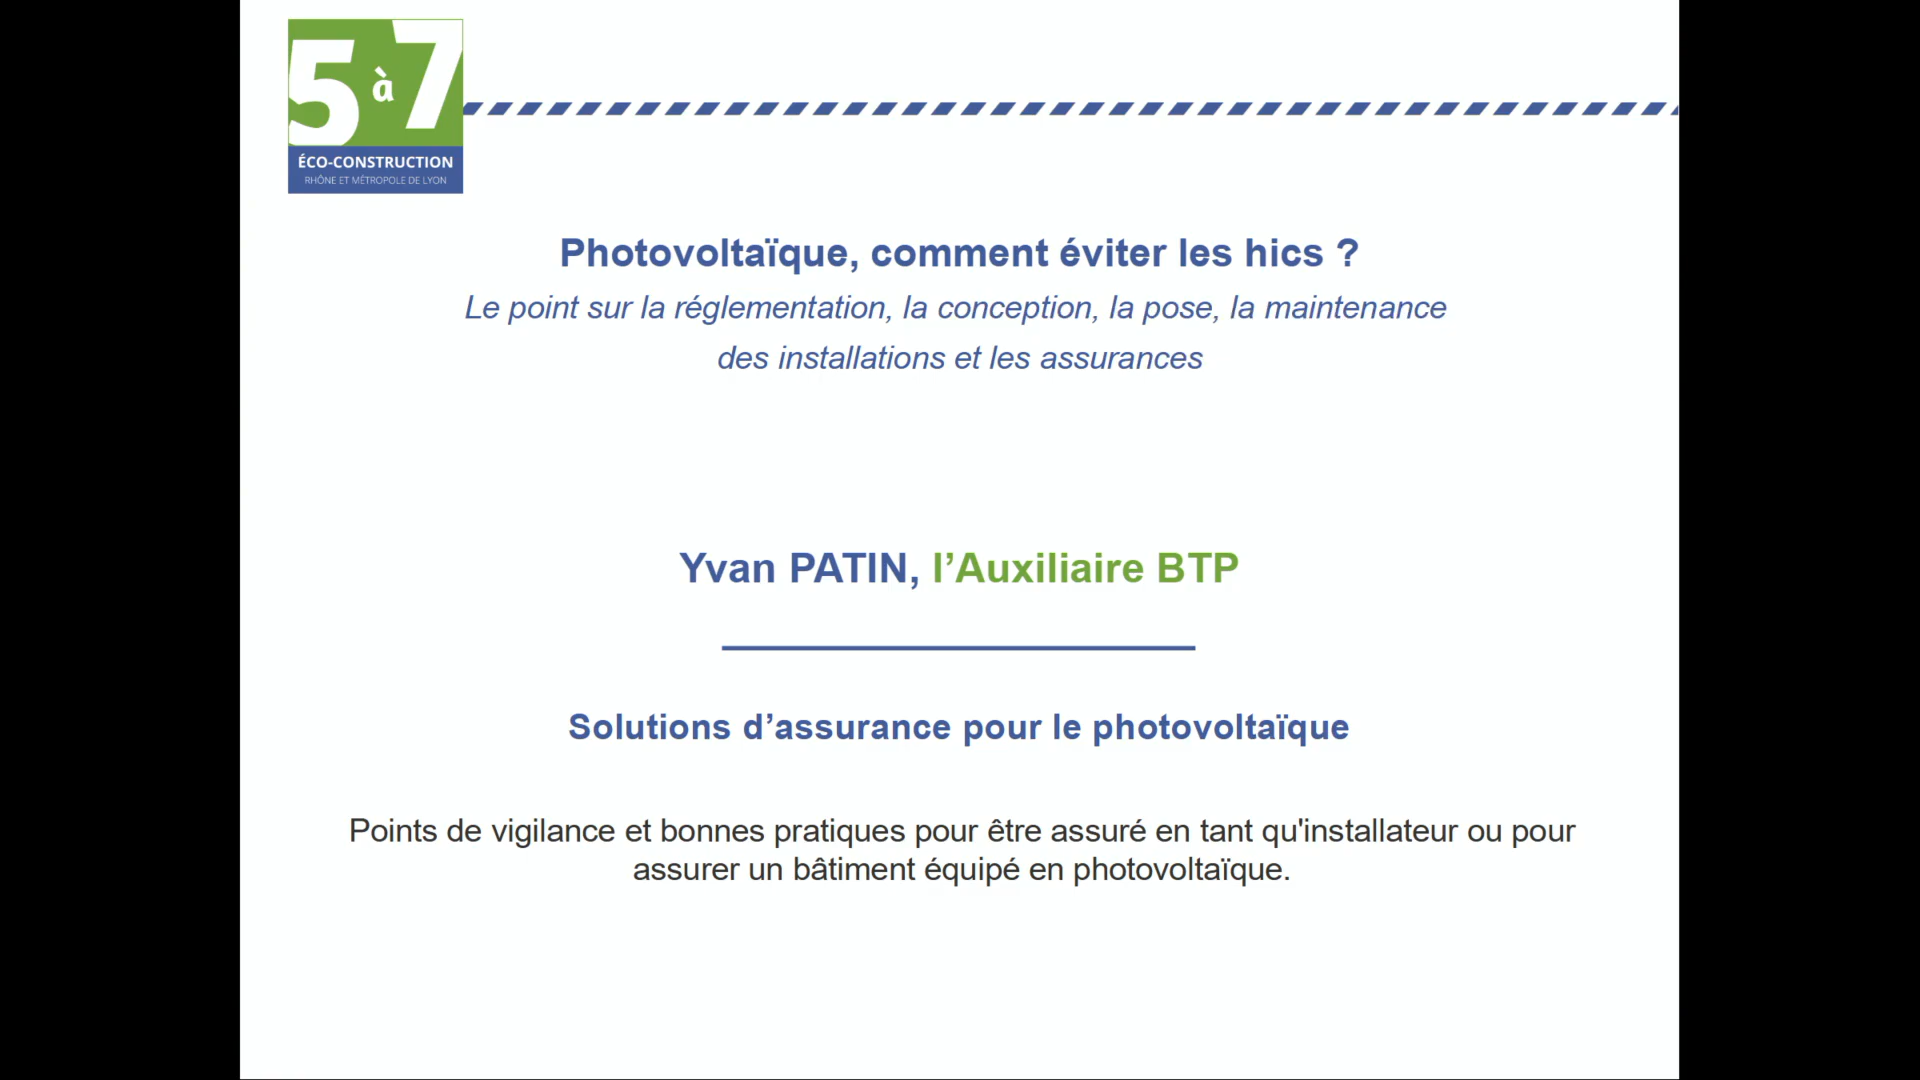 5 à 7
ÉCO-CONSTRUCTION
RHÔNE ET MÉTROPOLE DE LYON
Photovoltaïque, comment éviter les hics ?
Le point sur la réglementation, la conception, la pose, la maintenance
des installations et les assurances
Yvan PATIN, l’Auxiliaire BTP
Solutions d’assurance pour le photovoltaïque
Points de vigilance et bonnes pratiques pour être assuré en tant qu'installateur ou pour
assurer un bâtiment équipé en photovoltaïque.